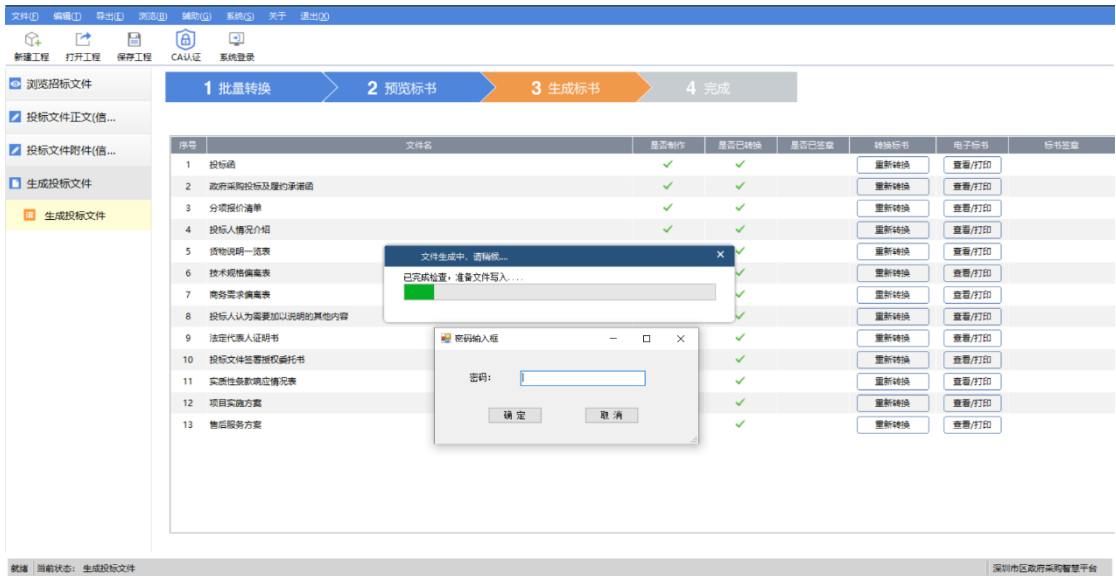 文件(F) 编辑(T) 导出(E) 浏览(B) 辅助(G) 系统(S) 关于 退出(X)
新建工程 打开工程 保存工程 CA认证 系统登录
浏览招标文件
投标文件正文(信...
投标文件附件(信...
生成投标文件
生成投标文件
1 批量转换 2 预览标书 3 生成标书 4 完成
序号 文件名 是否制作 是否已转换 是否已签章 转换标书 电子标书 标书签章
1 投标函 重新转换 查看/打印
2 政府采购投标及履约承诺函 重新转换 查看/打印
3 分项报价清单 重新转换 查看/打印
4 投标人情况介绍 重新转换 查看/打印
5 货物说明一览表 重新转换 查看/打印
6 技术规格偏离表 重新转换 查看/打印
7 商务需求偏离表 重新转换 查看/打印
8 投标人认为需要加以说明的其他内容 重新转换 查看/打印
9 法定代表人证明书 重新转换 查看/打印
10 投标文件签署授权委托书 重新转换 查看/打印
11 实质性条款响应情况表 重新转换 查看/打印
12 项目实施方案 重新转换 查看/打印
13 售后服务方案 重新转换 查看/打印
文件生成中，请稍候...
已完成检查，准备文件写入....
密码输入框
密码：
确 定 取 消
就绪 当前状态： 生成投标文件 深圳市区政府采购智慧平台